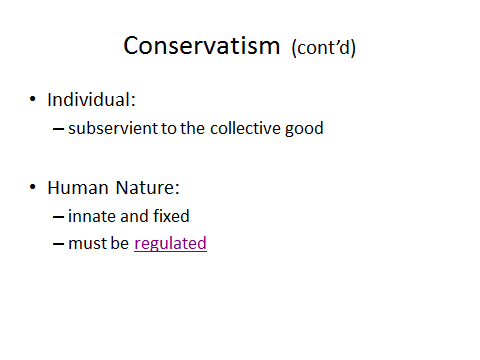 Conservatism (cont’d)
• Individual:
– subservient to the collective good
• Human Nature:
– innate and fixed
– must be regulated